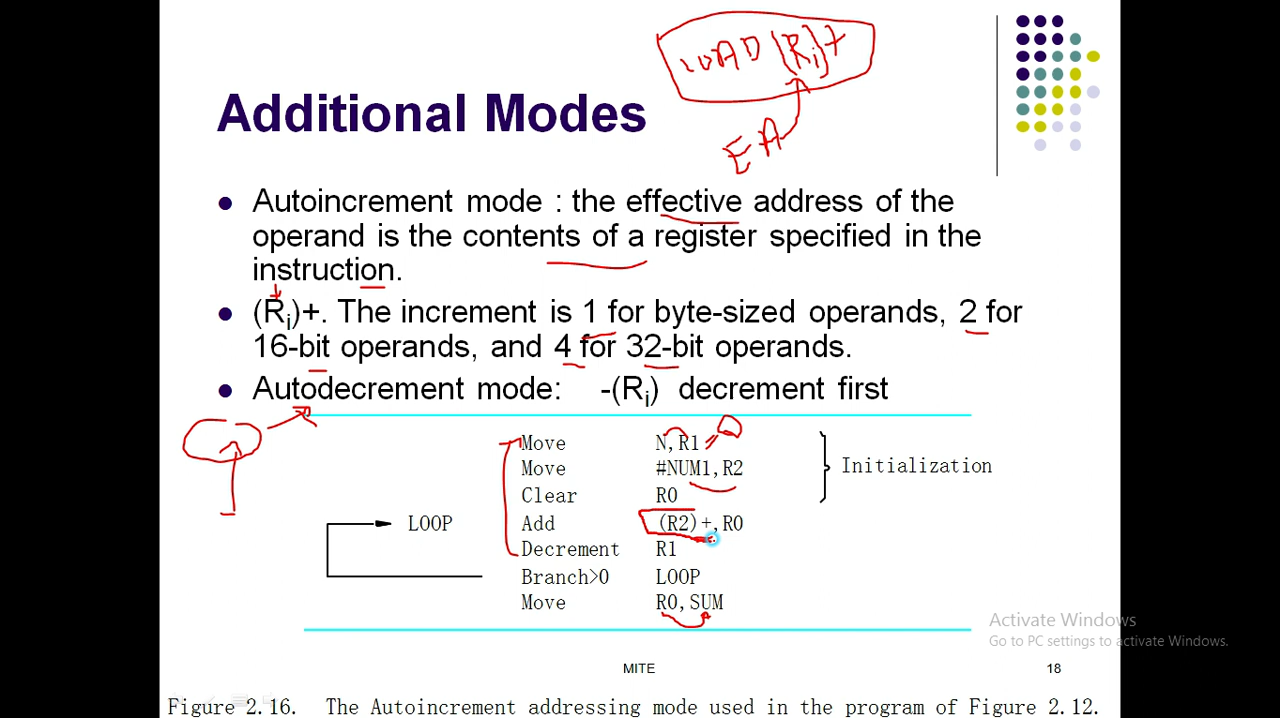 LOAD (Ri)+
Additional Modes
EA
Autoincrement mode : the effective address of the
operand is the contents of a register specified in the
instruction.
(Ri)+. The increment is 1 for byte-sized operands, 2 for
16-bit operands, and 4 for 32-bit operands.
Autodecrement mode: -(Ri) decrement first
Move N,R1
Move #NUM1,R2
Initialization
Clear R0
LOOP Add (R2)+,R0
Decrement R1
Branch>0 LOOP
Move R0,SUM
Activate Windows
Go to PC settings to activate Windows.
MITE 18
Figure 2.16. The Autoincrement addressing mode used in the program of Figure 2.12.